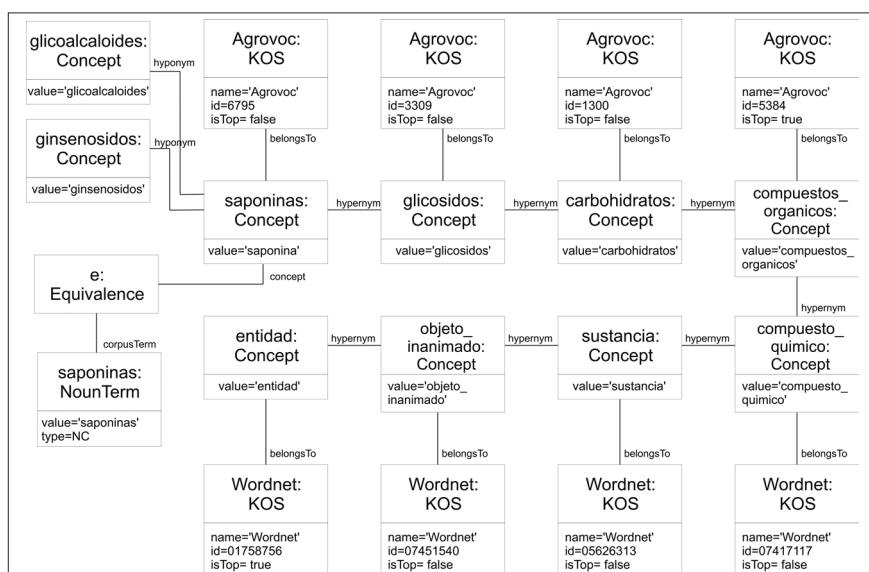 glicoalcaloides:
Concept
value='glicoalcaloides'
hyponym
Agrovoc:
KOS
name='Agrovoc'
id=6795
isTop= false
belongsTo
Agrovoc:
KOS
name='Agrovoc'
id=3309
isTop= false
belongsTo
Agrovoc:
KOS
name='Agrovoc'
id=1300
isTop= false
belongsTo
Agrovoc:
KOS
name='Agrovoc'
id=5384
isTop= true
belongsTo
ginsenosidos:
Concept
value='ginsenosidos'
hyponym
saponinas:
Concept
value='saponina'
hypernym
glicosidos:
Concept
value='glicosidos'
hypernym
carbohidratos:
Concept
value='carbohidratos'
hypernym
compuestos_
organicos:
Concept
value='compuestos_
organicos'
hypernym
e:
Equivalence
concept
corpusTerm
saponinas:
NounTerm
value='saponinas'
type=NC
entidad:
Concept
value='entidad'
hypernym
objeto_
inanimado:
Concept
value='objeto_
inanimado'
hypernym
sustancia:
Concept
value='sustancia'
hypernym
compuesto_
quimico:
Concept
value='compuesto_
quimico'
belongsTo
belongsTo
belongsTo
belongsTo
Wordnet:
KOS
name='Wordnet'
id=01758756
isTop= true
Wordnet:
KOS
name='Wordnet'
id=07451540
isTop= false
Wordnet:
KOS
name='Wordnet'
id=05626313
isTop= false
Wordnet:
KOS
name='Wordnet'
id=07417117
isTop= false